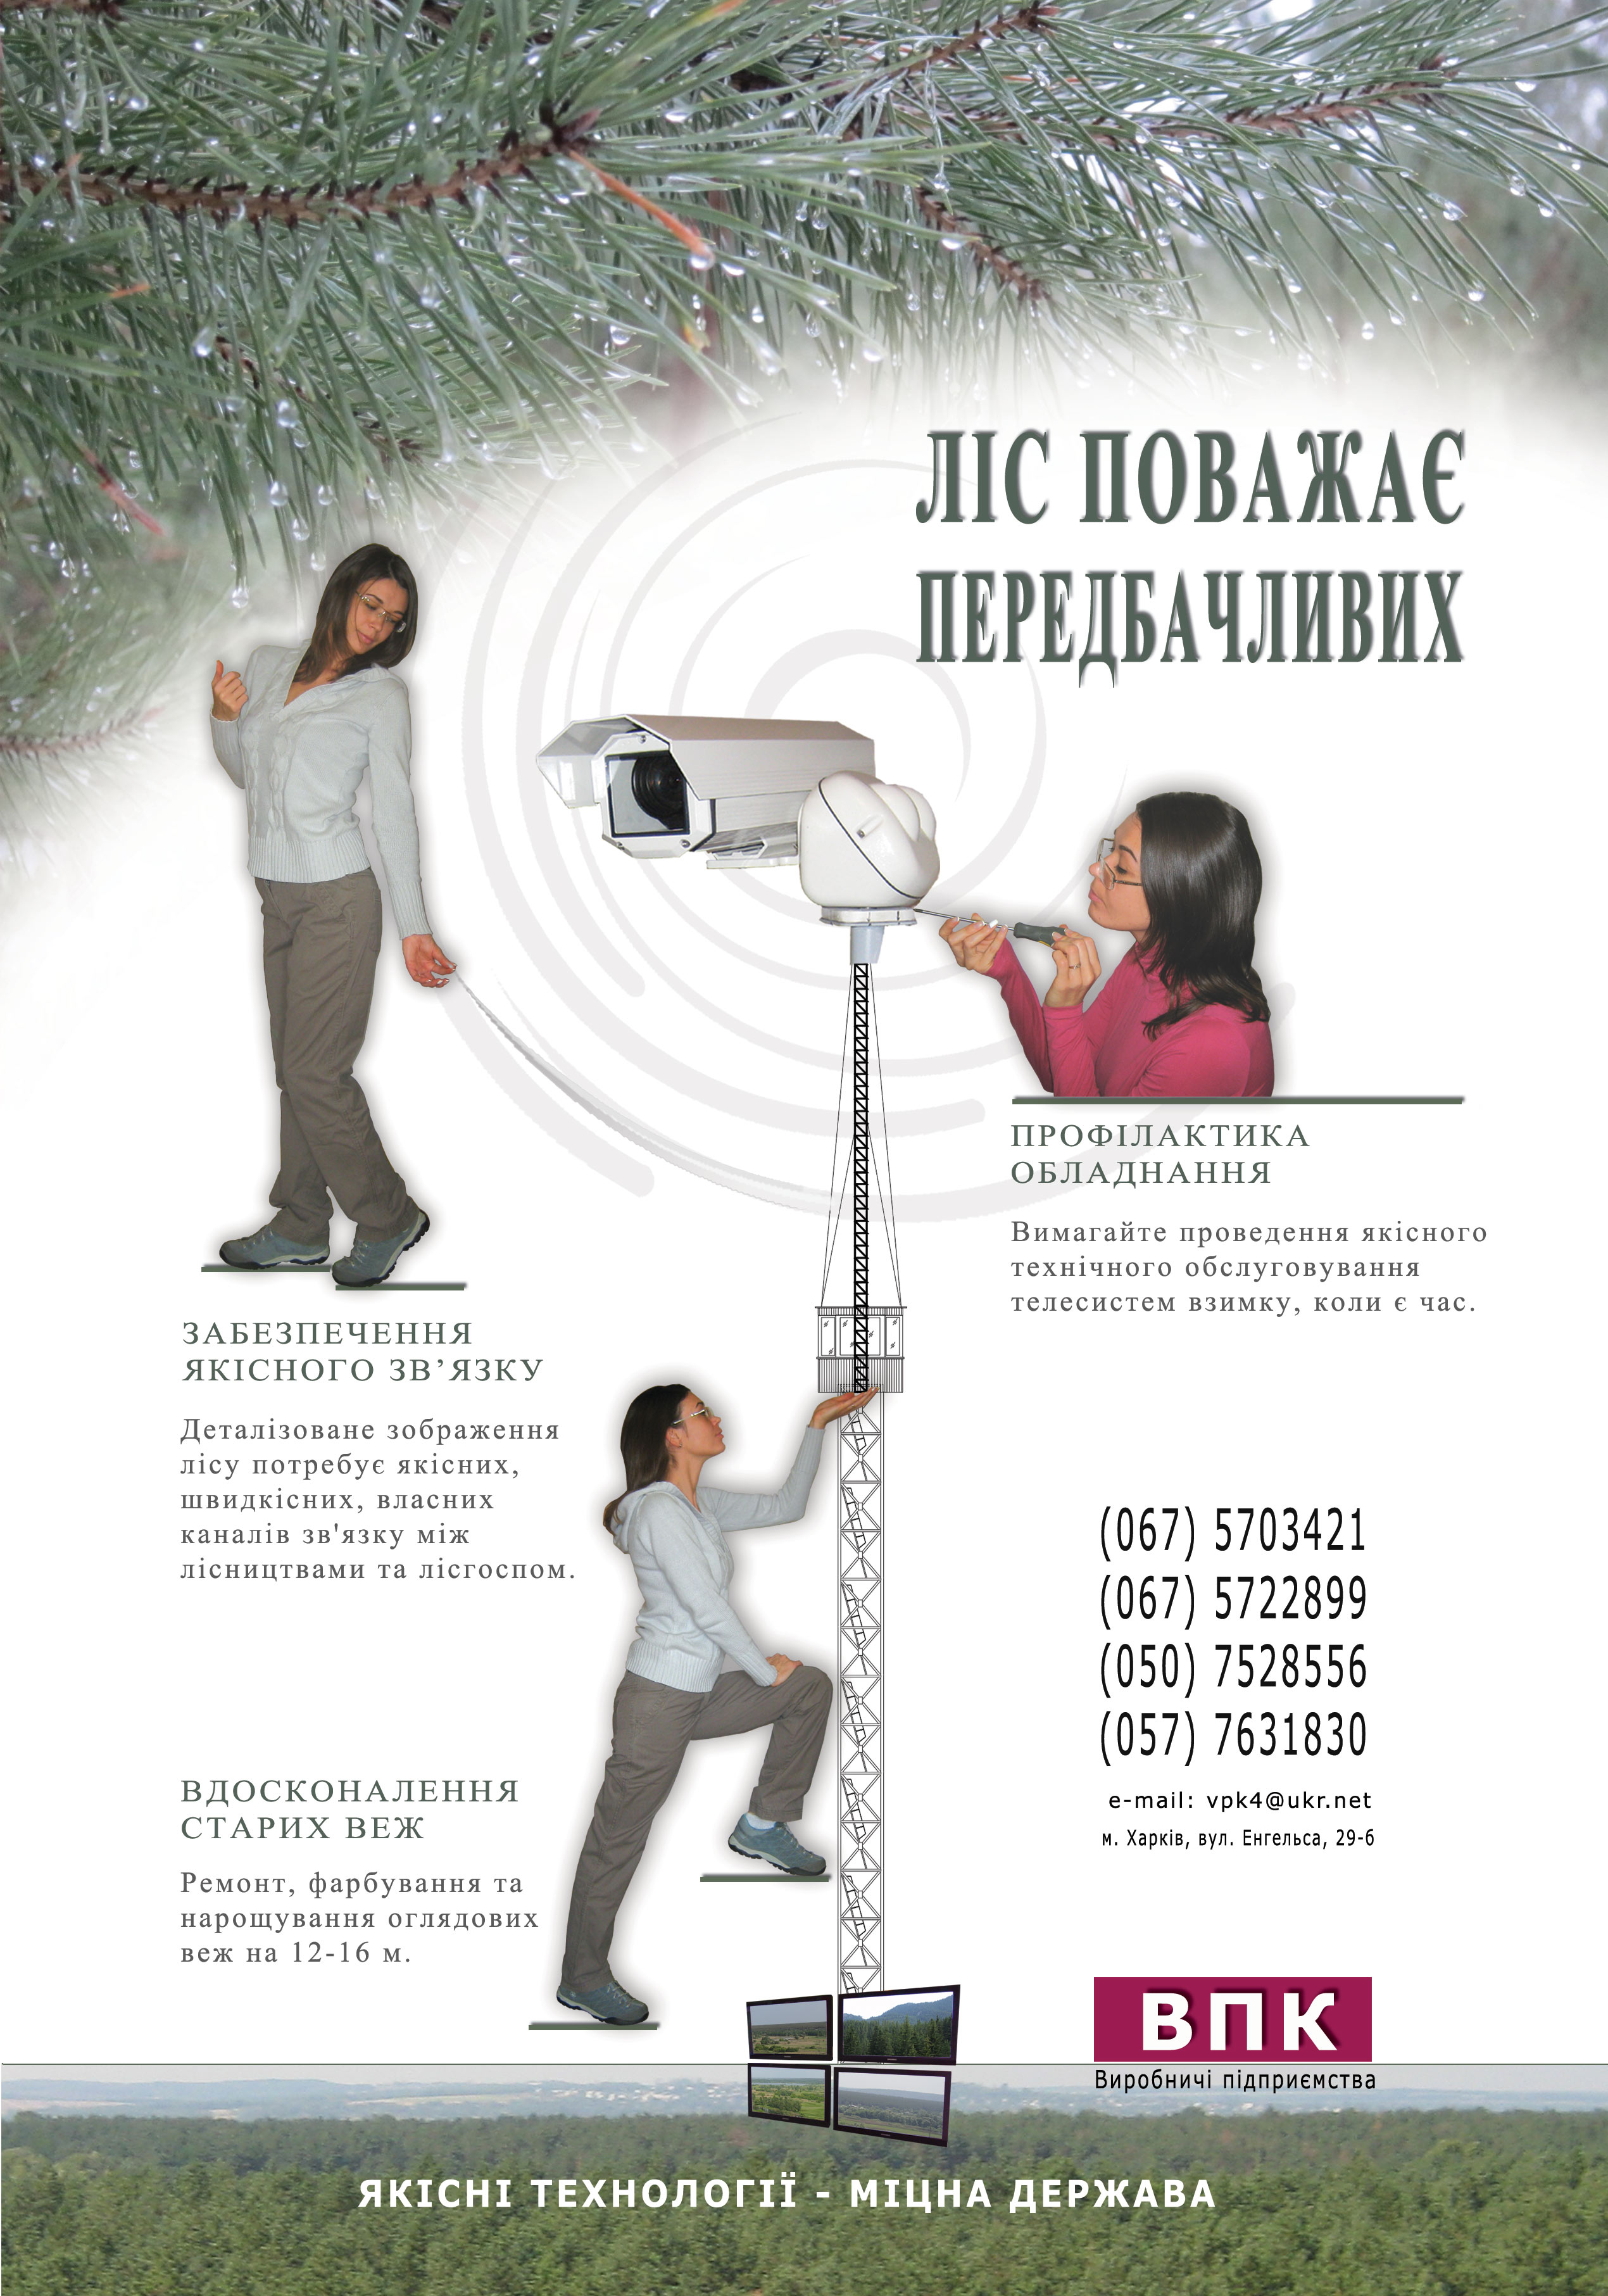 ЛІС ПОВАЖАЄ
ПЕРЕДБАЧЛИВИХ
ПРОФІЛАКТИКА
ОБЛАДНАННЯ
Вимагайте проведення якісного
технічного обслуговування
телесистем взимку, коли є час.
ЗАБЕЗПЕЧЕННЯ
ЯКІСНОГО ЗВ’ЯЗКУ
Деталізоване зображення
лісу потребує якісних,
швидкісних, власних
каналів зв'язку між
лісництвами та лісгоспом.
ВДОСКОНАЛЕННЯ
СТАРИХ ВЕЖ
Ремонт, фарбування та
нарощування оглядових
веж на 12-16 м.
(067) 5703421
(067) 5722899
(050) 7528556
(057) 7631830
e-mail: vpk4@ukr.net
м. Харків, вул. Енгельса, 29-б
ВПК
Виробничі підприємства
ЯКІСНІ ТЕХНОЛОГІЇ - МІЦНА ДЕРЖАВА